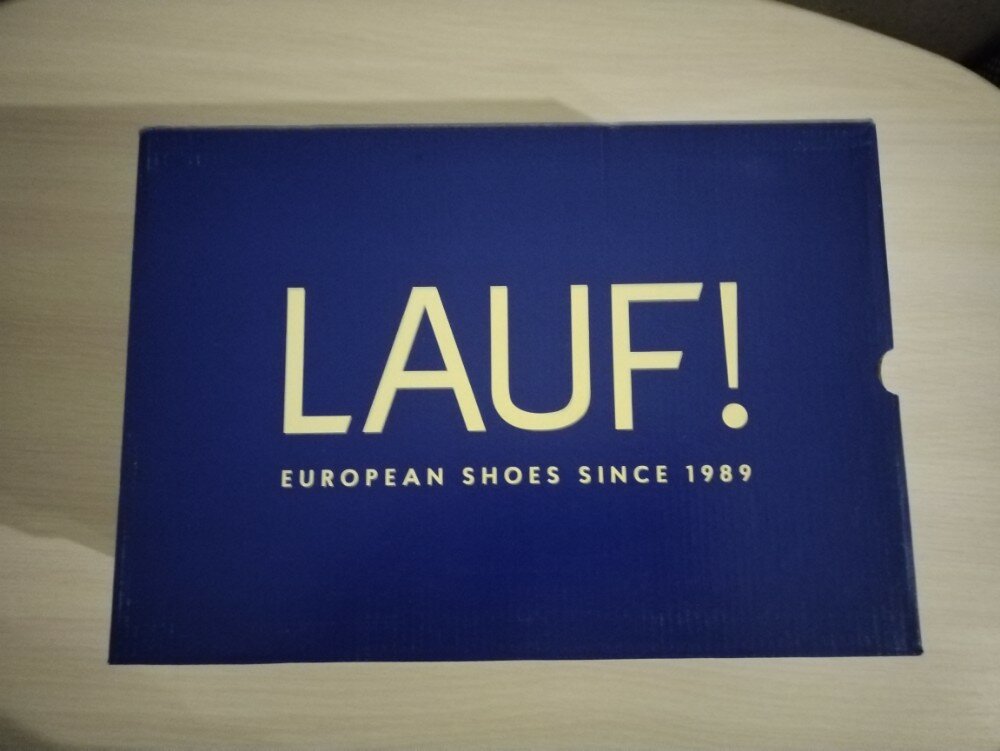 LAUF!
EUROPEAN SHOES SINCE 1989